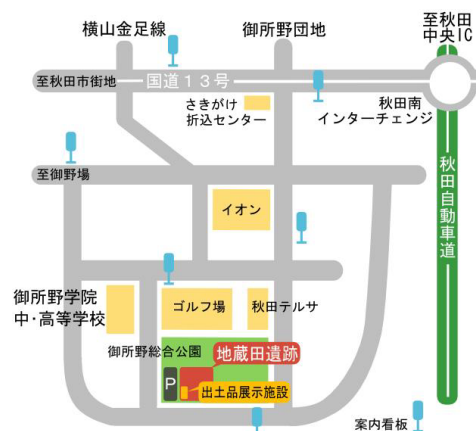 横山金足線
御所野団地
至秋田
中央IC
至秋田市街地
国道13号
さきがけ
折込センター
秋田南
インターチェンジ
至御野場
秋田自動車道
イオン
御所野学院
中・高等学校
ゴルフ場
秋田テルサ
御所野総合公園
地蔵田遺跡
P
出土品展示施設
案内看板